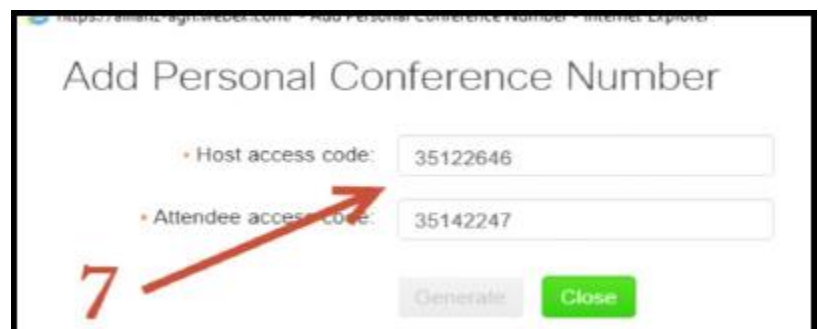 Add Personal Conference Number - Internet Explorer
Add Personal Conference Number
• Host access code: 35122646
• Attendee access code: 35142247
7
Generate Close